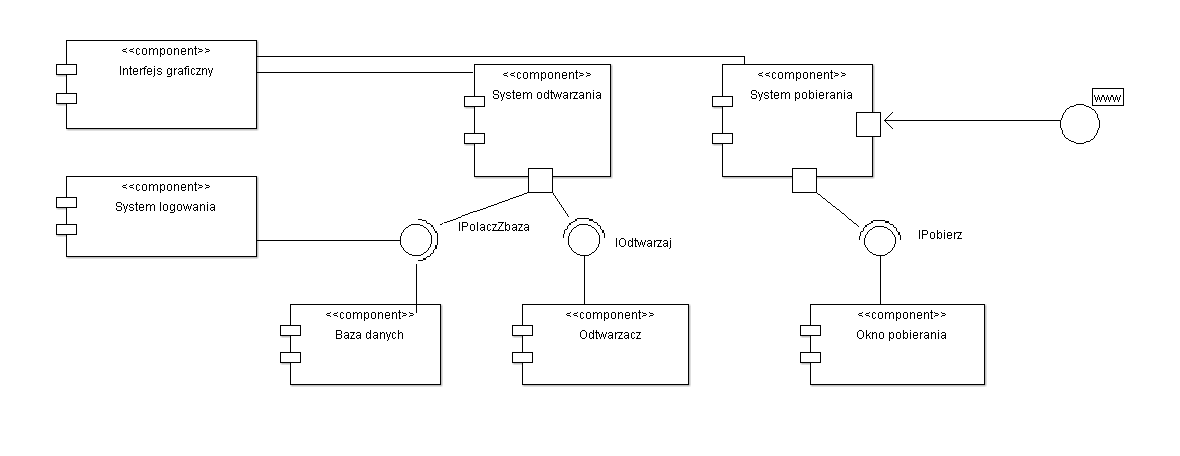 <<component>>
Interfejs graficzny
<<component>>
System odtwarzania
<<component>>
System pobierania
WWW
<<component>>
System logowania
IPolaczZbaza
IOdtwarzaj
IPobierz
<<component>>
Baza danych
<<component>>
Odtwarzacz
<<component>>
Okno pobierania